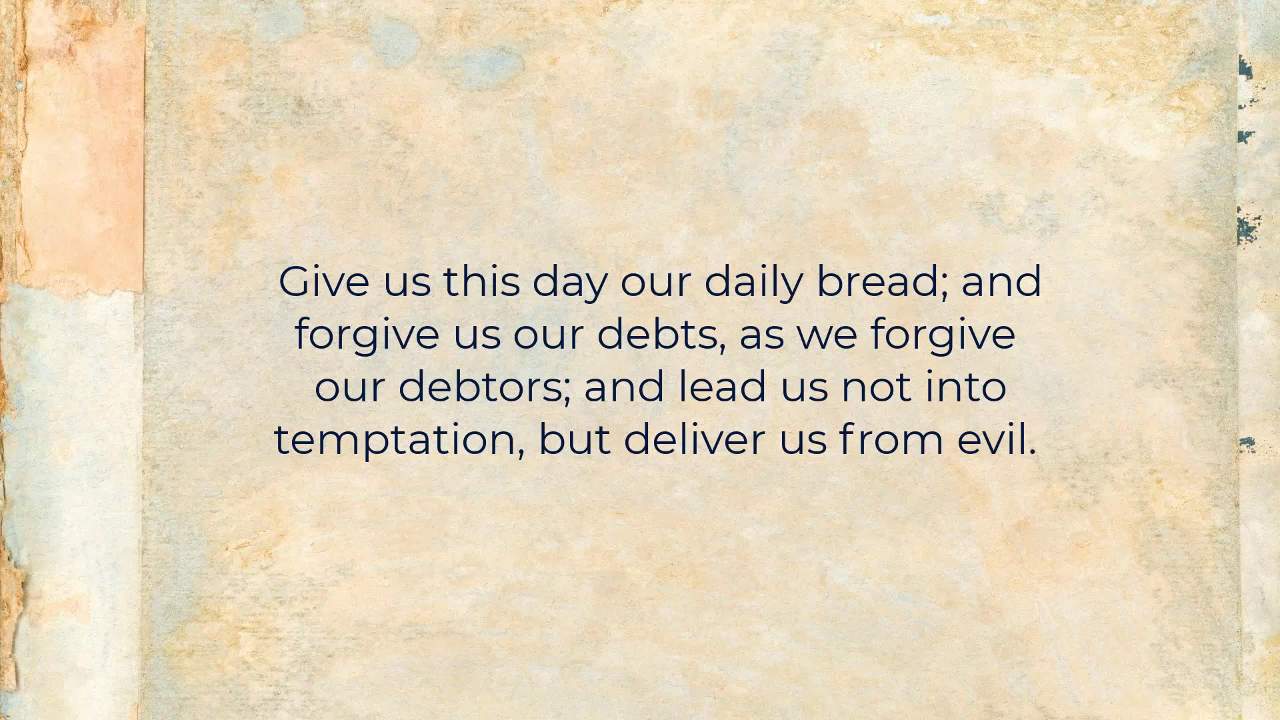 Give us this day our daily bread; and
forgive us our debts, as we forgive
our debtors; and lead us not into
temptation, but deliver us from evil.